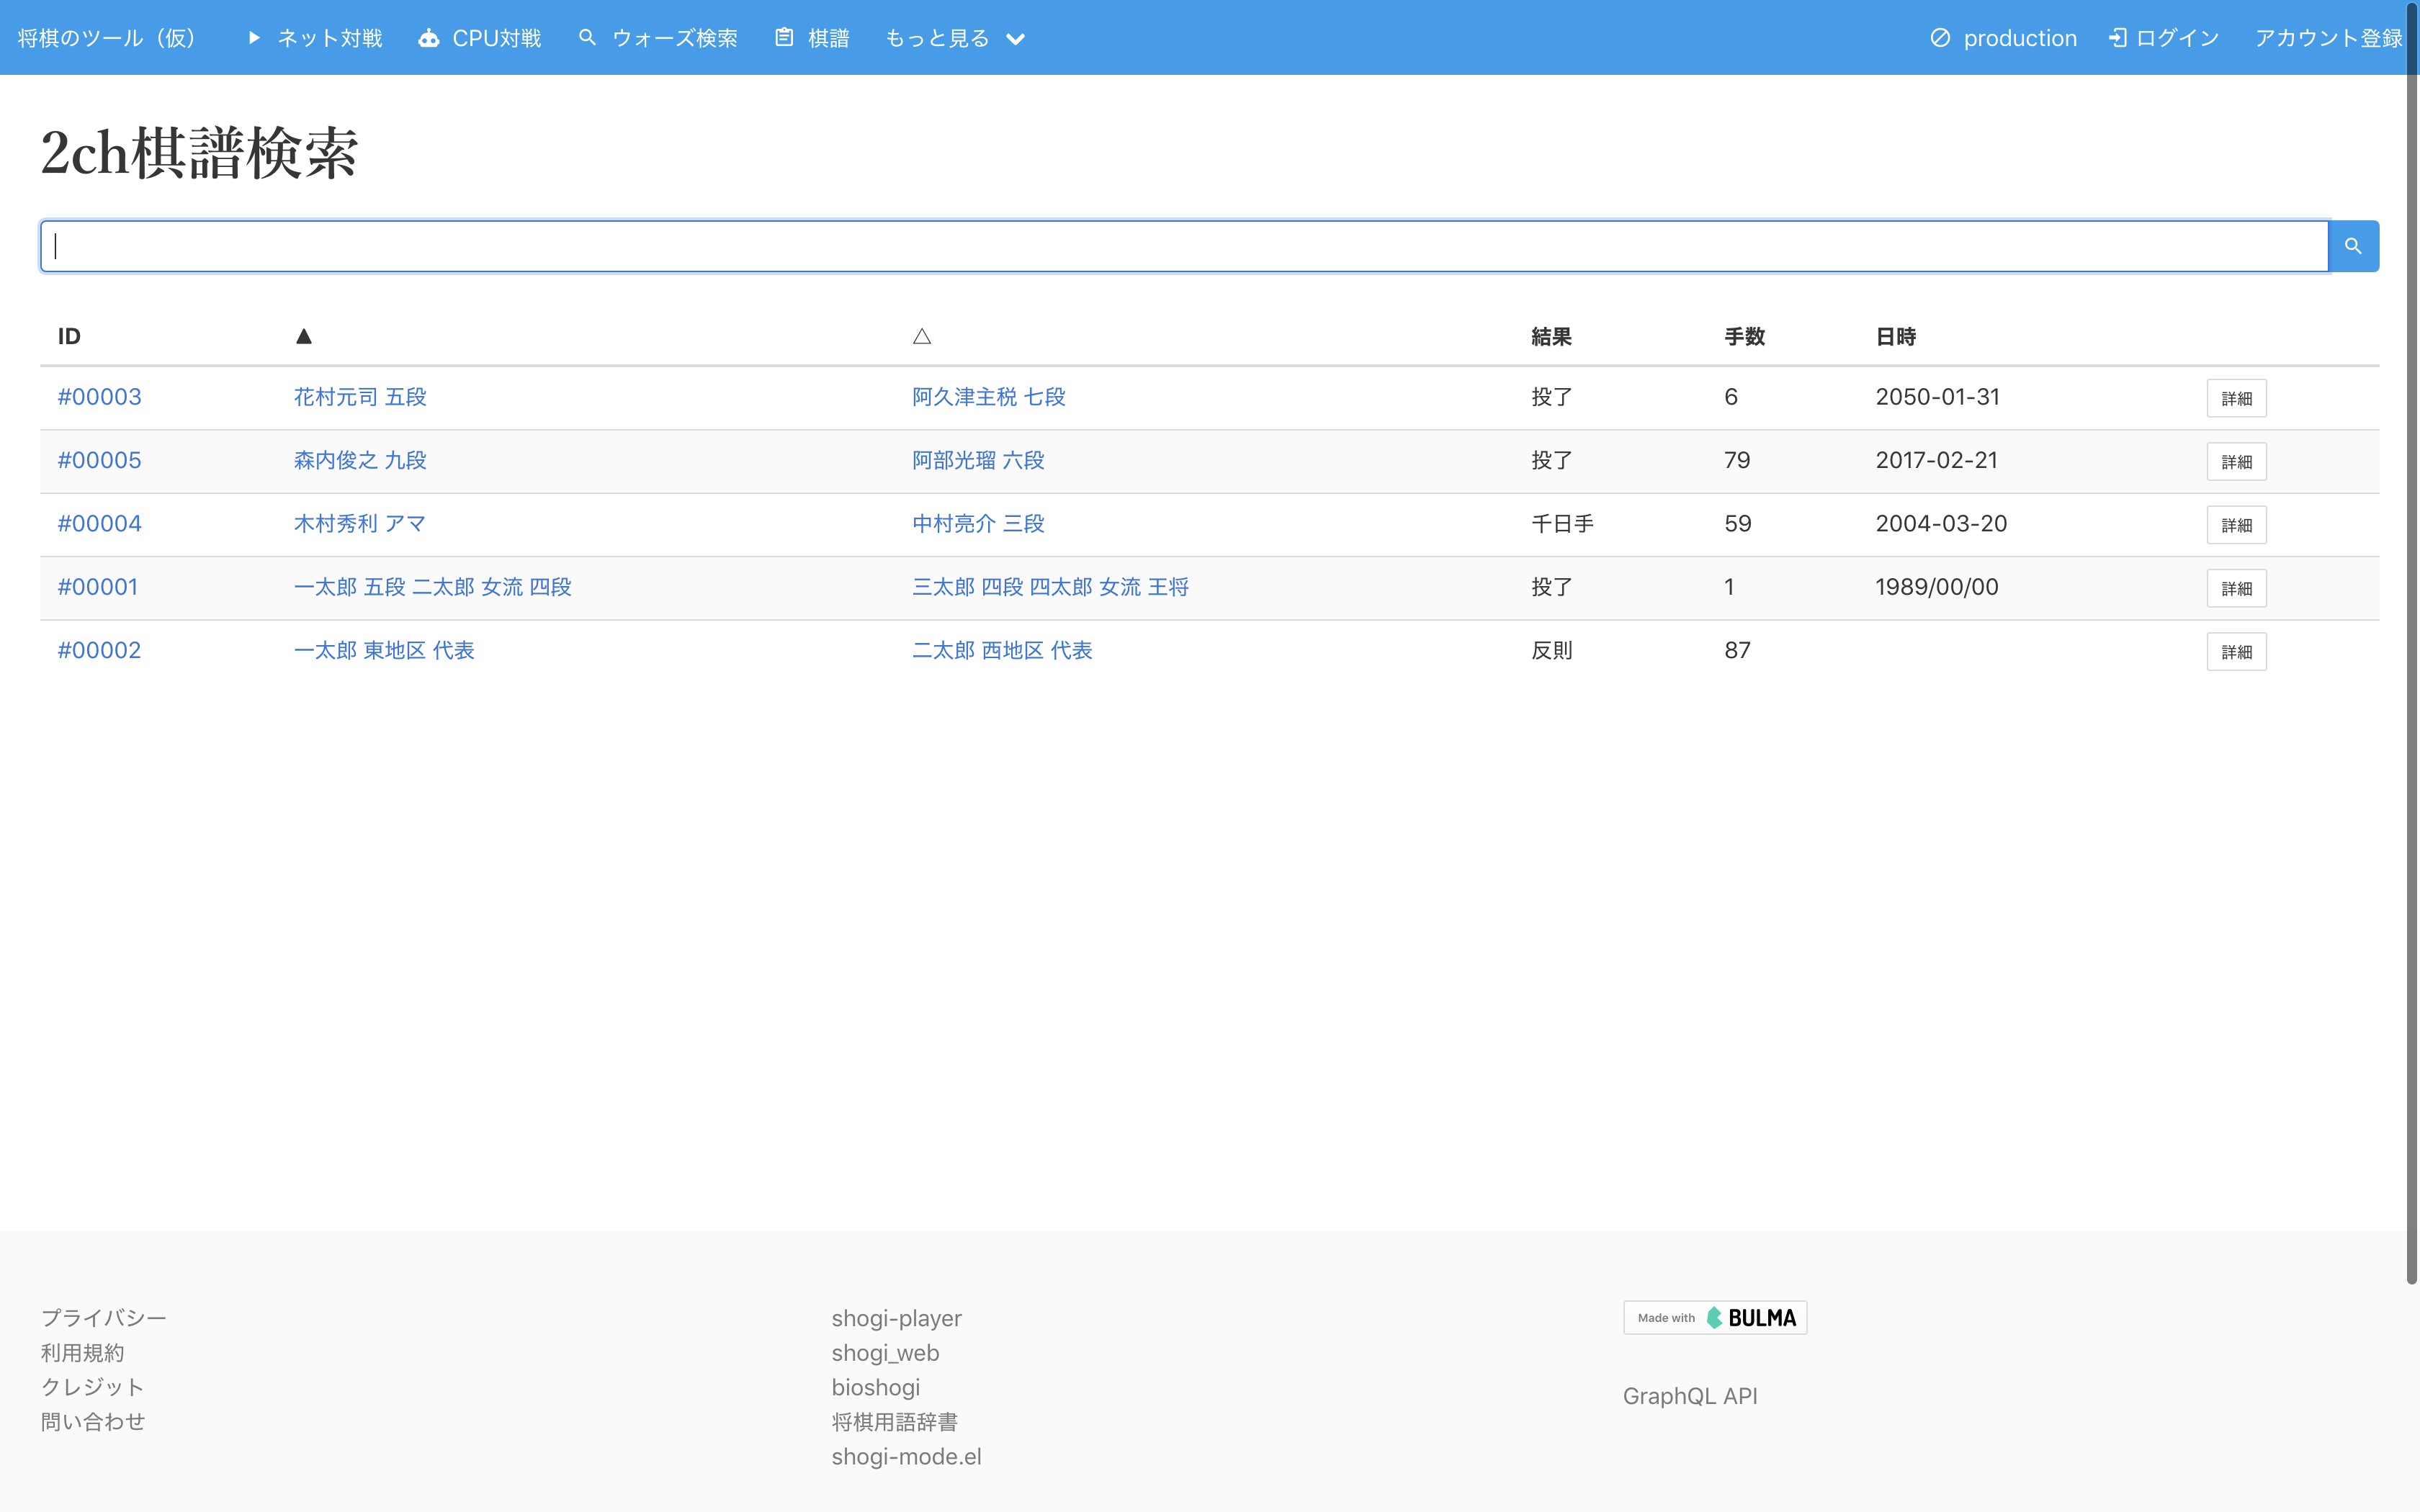 将棋のツール（仮） ネット対戦 CPU対戦 ウォーズ検索 棋譜 もっと見る production ログイン アカウント登録
2ch棋譜検索
ID ▲ △ 結果 手数 日時
#00003 花村元司 五段 阿久津主税 七段 投了 6 2050-01-31 詳細
#00005 森内俊之 九段 阿部光瑠 六段 投了 79 2017-02-21 詳細
#00004 木村秀利 アマ 中村亮介 三段 千日手 59 2004-03-20 詳細
#00001 一太郎 五段 二太郎 女流 四段 三太郎 四段 四太郎 女流 王将 投了 1 1989/00/00 詳細
#00002 一太郎 東地区 代表 二太郎 西地区 代表 反則 87 詳細
プライバシー
利用規約
クレジット
問い合わせ
shogi-player
shogi_web
bioshogi
将棋用語辞書
shogi-mode.el
Made with BULMA
GraphQL API